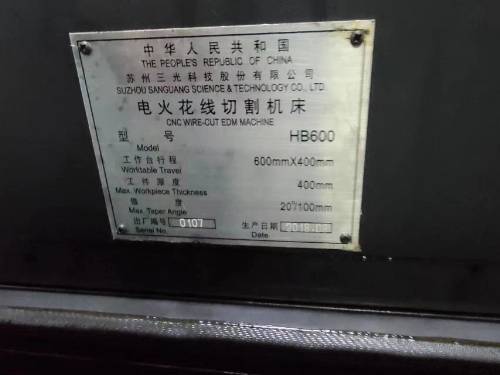 中华人民共和国
THE PEOPLE'S REPUBLIC OF CHINA
苏州三光科技股份有限公司
SUZHOU SANGUANG SCIENCE & TECHNOLOGY CO., LTD
电火花线切割机床
CNC WIRE-CUT EDM MACHINE
型 号 HB600
Model
工作台行程 600mmX400mm
Worktable Travel
工件厚度 400mm
Max. Workpiece Thickness
锥度 20°/100mm
Max. Taper Angle
出厂编号 0107 生产日期
Serial No. Date